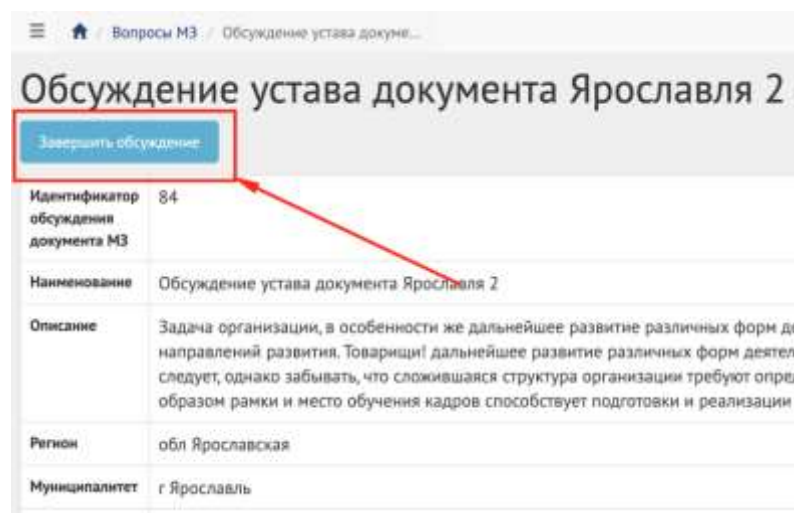 Вопросы МЗ / Обсуждение устава докуме...
Обсуждение устава документа Ярославля 2
Завершить обсуждение
Идентификатор 84
обсуждения
документа МЗ
Наименование Обсуждение устава документа Ярославля 2
Описание Задача организации, в особенности же дальнейшее развитие различных форм де
направлений развития. Товарищи! дальнейшее развитие различных форм деятел
следует, однако забывать, что сложившаяся структура организации требуют опред
образом рамки и место обучения кадров способствует подготовки и реализации
Регион обл Ярославская
Муниципалитет г Ярославль